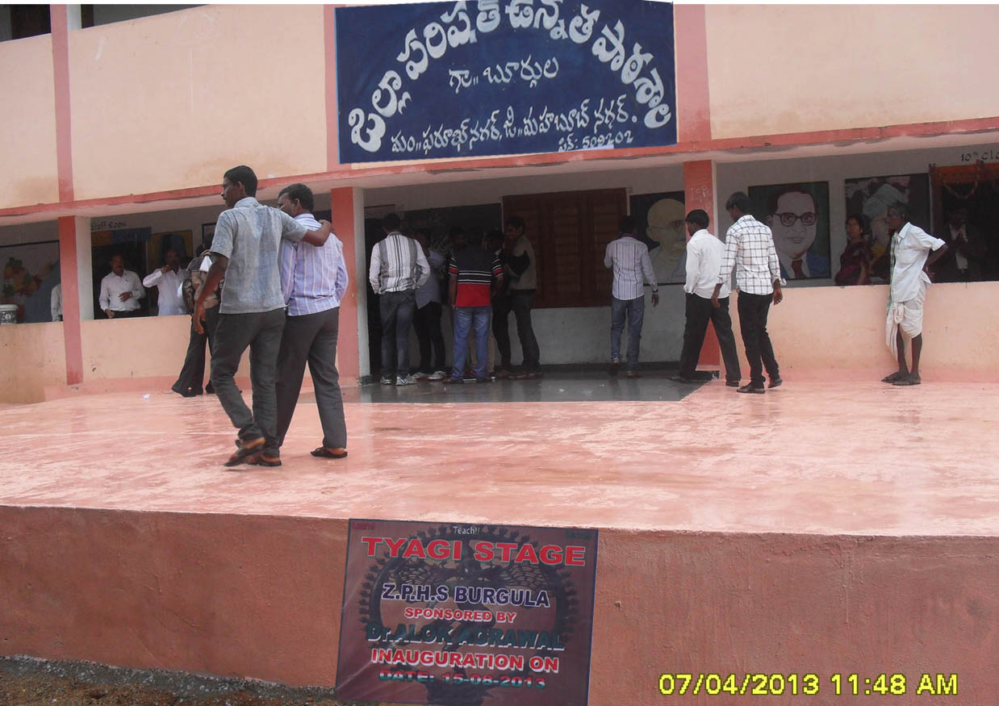 జిల్లా పరిషత్ ఉన్నత పాఠశాల
గ్రా,, బూర్గుల
మం,, ఫరూఖ్ నగర్, జి,, మహబూబ్ నగర్.
పిన్: 509202
Staff Room
10th Cl
Teach!!
TYAGI STAGE
Z.P.H.S BURGULA
SPONSORED BY
Dr.ALOK AGRAWAL
INAUGURATION ON
DATE: 15-08-2013
07/04/2013 11:48 AM